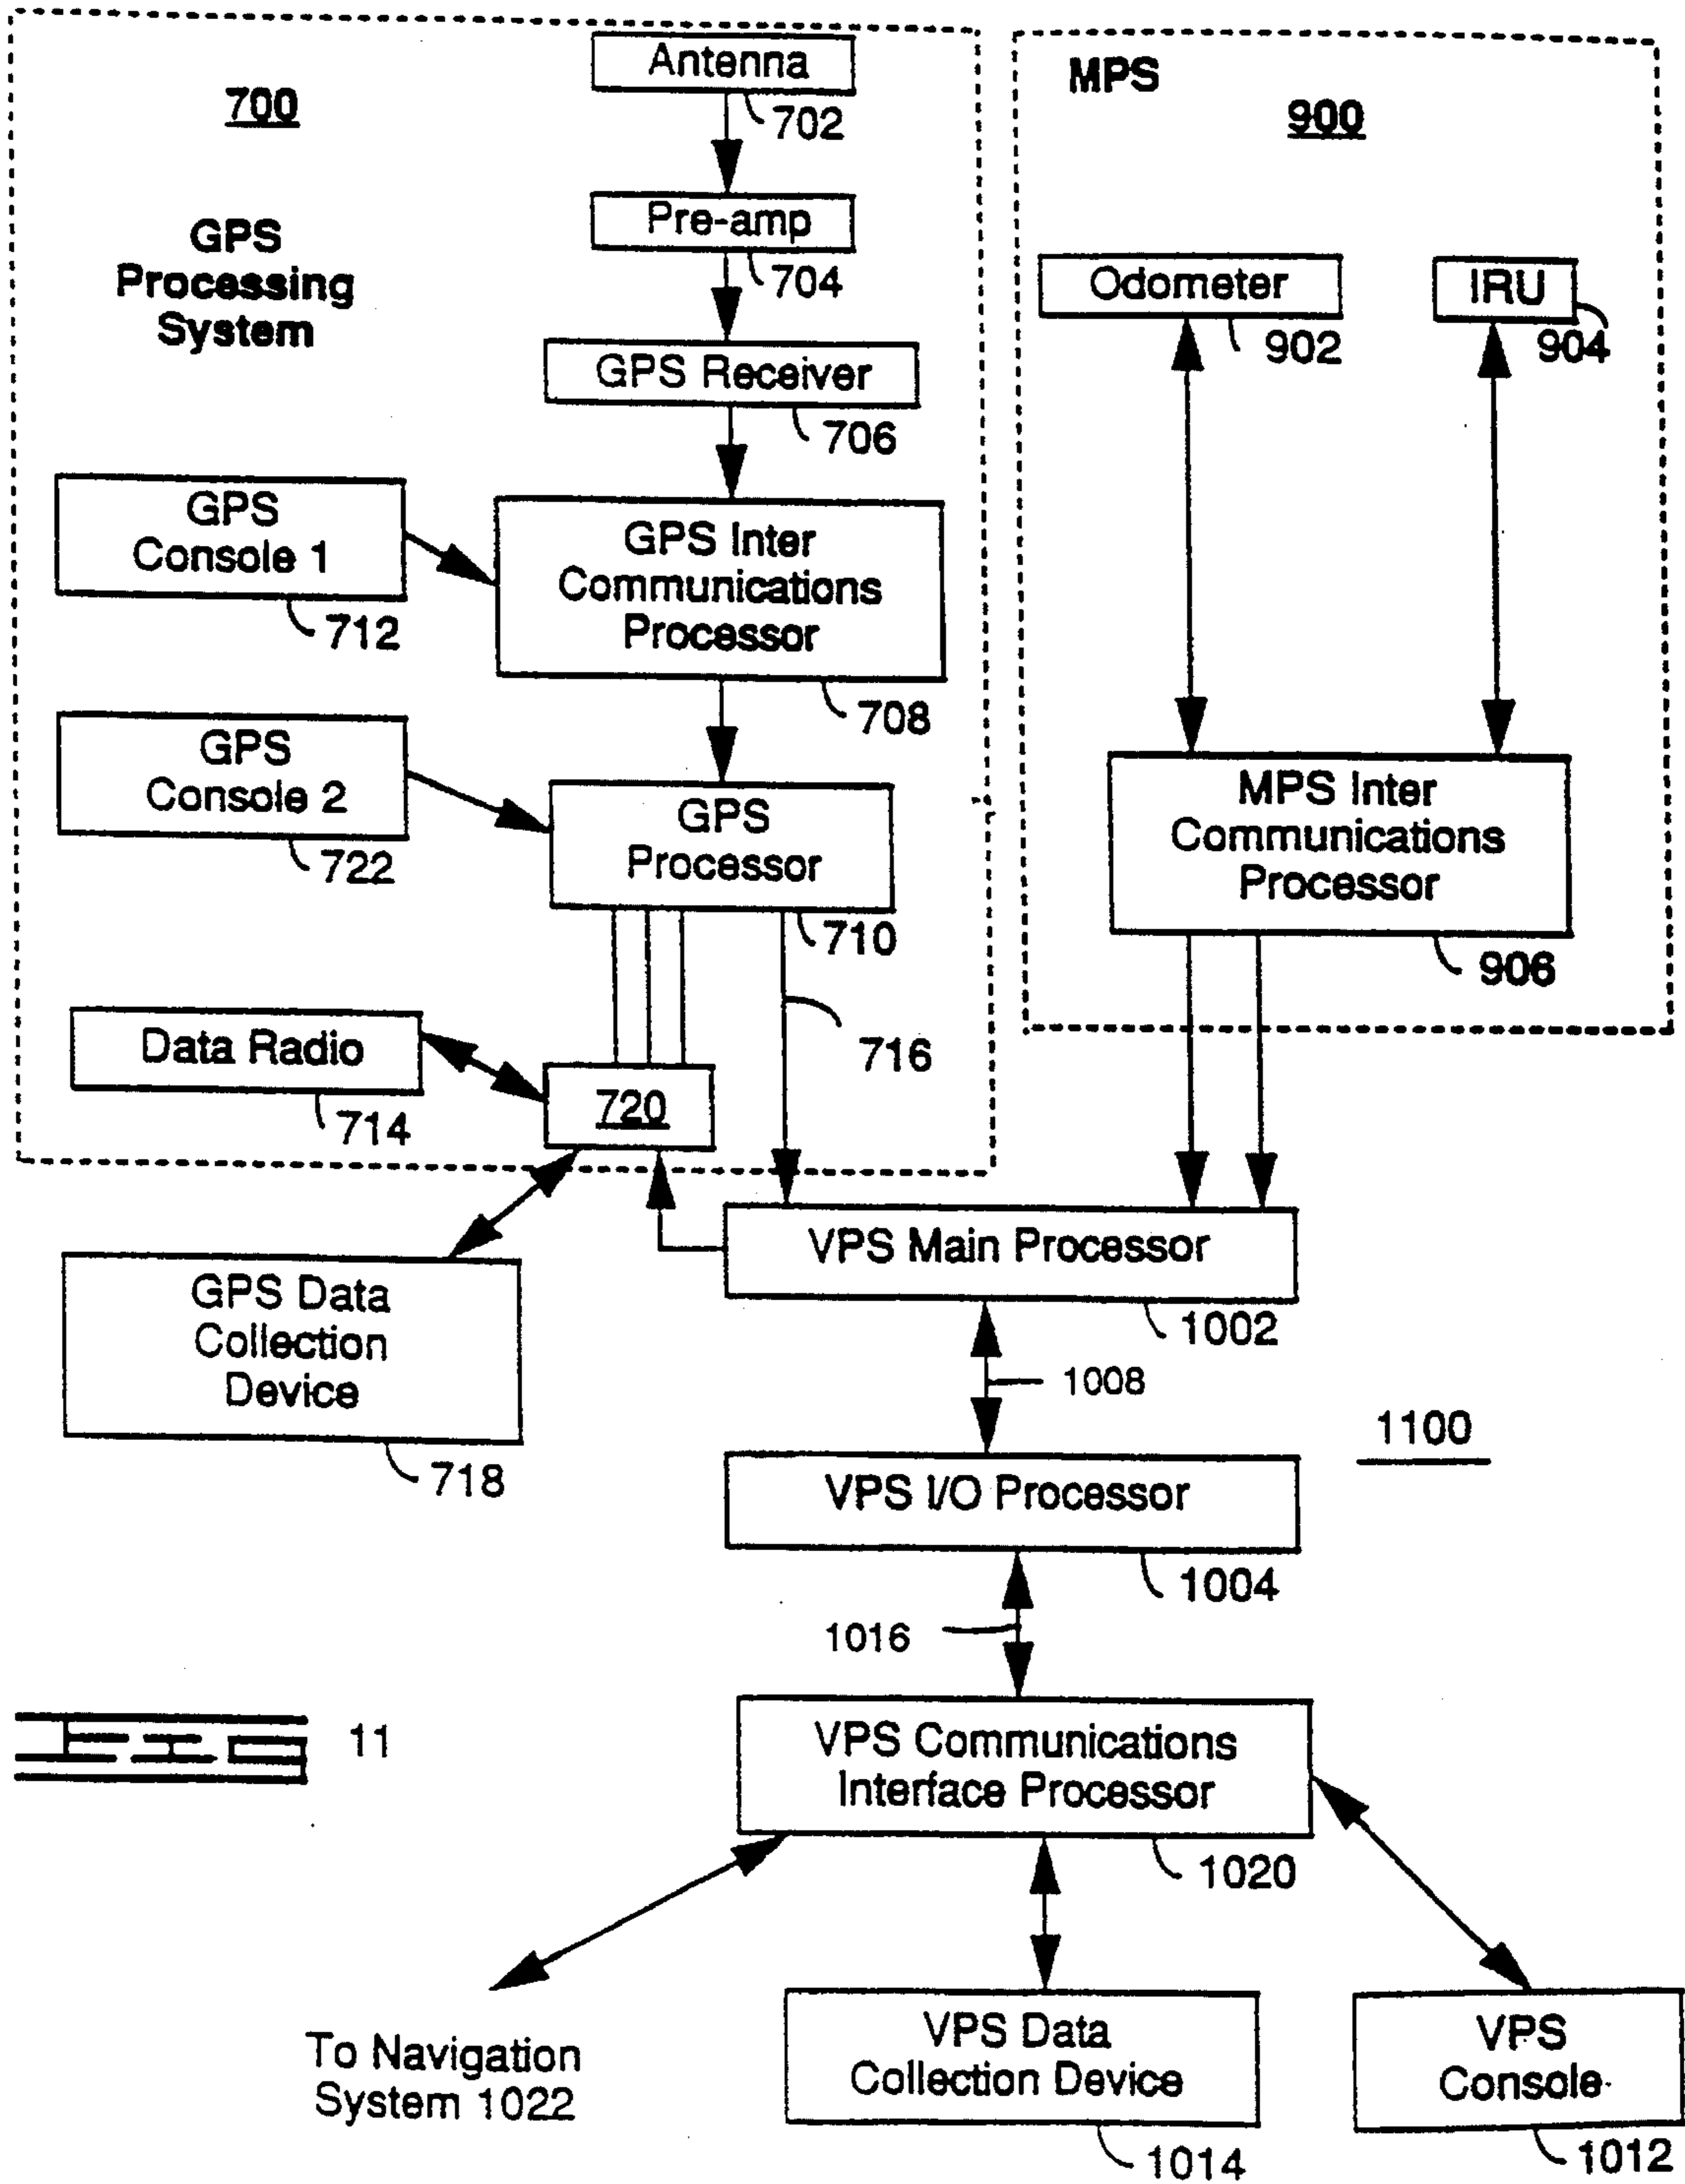 Antenna
702
700
MPS
900
Pre-amp
704
GPS
Processing
System
Odometer
902
IRU
904
GPS Receiver
706
GPS
Console 1
712
GPS Inter
Communications
Processor
708
GPS
Console 2
722
GPS
Processor
710
MPS Inter
Communications
Processor
906
716
Data Radio
714
720
VPS Main Processor
1002
GPS Data
Collection
Device
718
1008
1100
VPS I/O Processor
1004
1016
11
VPS Communications
Interface Processor
1020
To Navigation
System 1022
VPS Data
Collection Device
1014
VPS
Console
1012